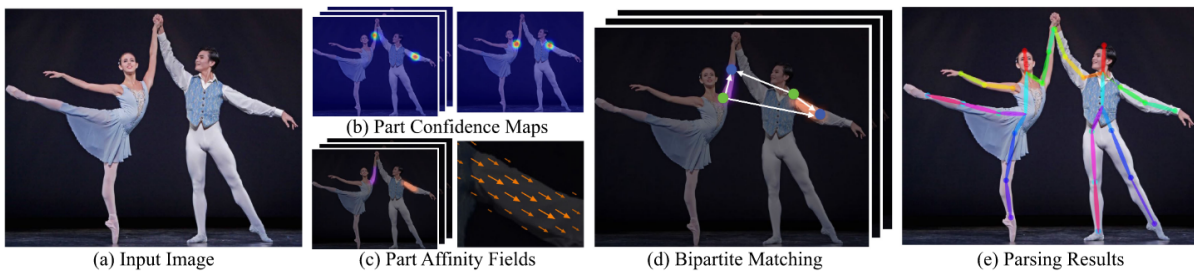 (b) Part Confidence Maps
(a) Input Image
(c) Part Affinity Fields
(d) Bipartite Matching
(e) Parsing Results